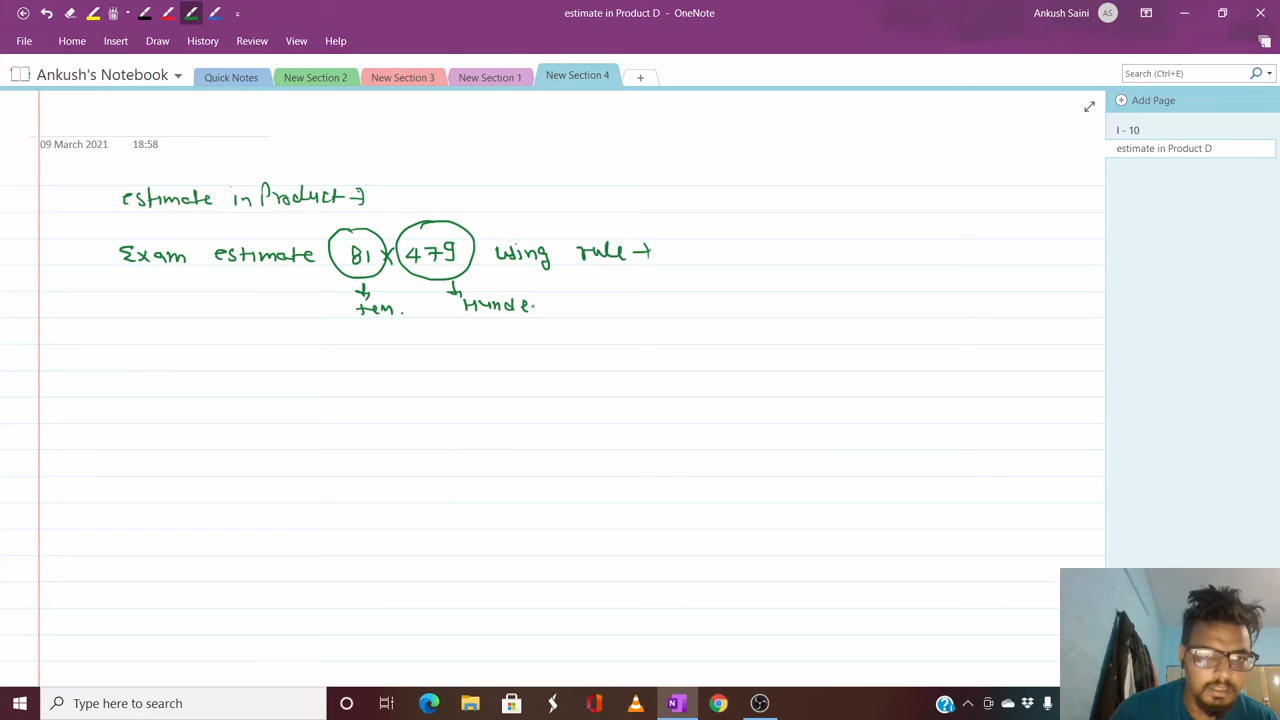 estimate in Product D - OneNote
Ankush Saini
AS
File Home Insert Draw History Review View Help
Ankush's Notebook
Quick Notes
New Section 2
New Section 3
New Section 1
New Section 4
Search (Ctrl+E)
Add Page
I - 10
estimate in Product D
09 March 2021 18:58
estimate in Product →
Exam estimate 81 × 479 using rule →
ten. Hunde
Type here to search